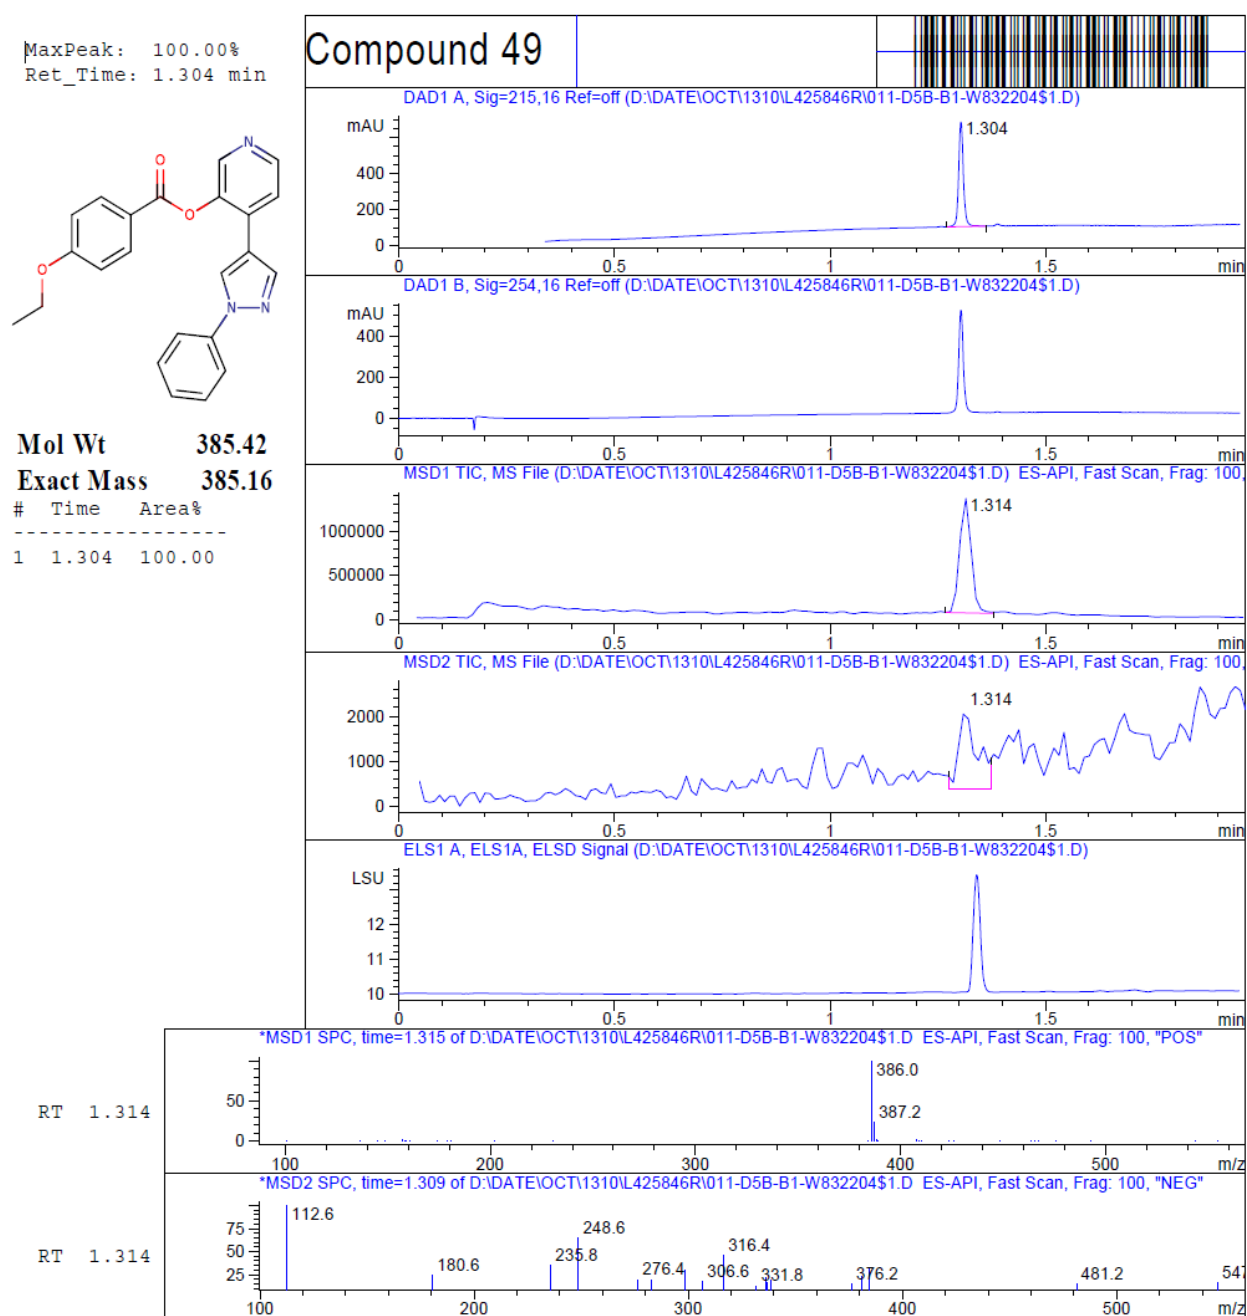 MaxPeak: 100.00%
Ret_Time: 1.304 min
Compound 49
O
N
O
O
N
N
Mol Wt 385.42
Exact Mass 385.16
# Time Area%
-----------------
1 1.304 100.00
DAD1 A, Sig=215,16 Ref=off (D:\DATE\OCT\1310\L425846R\011-D5B-B1-W832204$1.D)
mAU
1.304
400
200
0
0 0.5 1 1.5 min
DAD1 B, Sig=254,16 Ref=off (D:\DATE\OCT\1310\L425846R\011-D5B-B1-W832204$1.D)
mAU
400
200
0
0.5 1 1.5 min
MSD1 TIC, MS File (D:\DATE\OCT\1310\L425846R\011-D5B-B1-W832204$1.D) ES-API, Fast Scan, Frag: 100,
1.314
1000000
500000
0
0 0.5 1 1.5 min
MSD2 TIC, MS File (D:\DATE\OCT\1310\L425846R\011-D5B-B1-W832204$1.D) ES-API, Fast Scan, Frag: 100,
1.314
2000
1000
0
0 0.5 1 1.5 min
ELS1 A, ELS1A, ELSD Signal (D:\DATE\OCT\1310\L425846R\011-D5B-B1-W832204$1.D)
LSU
12
11
10
0 0.5 1 1.5 min
*MSD1 SPC, time=1.315 of D:\DATE\OCT\1310\L425846R\011-D5B-B1-W832204$1.D ES-API, Fast Scan, Frag: 100, "POS"
RT 1.314
386.0
387.2
50
0
100 200 300 400 500 m/z
*MSD2 SPC, time=1.309 of D:\DATE\OCT\1310\L425846R\011-D5B-B1-W832204$1.D ES-API, Fast Scan, Frag: 100, "NEG"
RT 1.314
112.6
180.6
235.8
248.6
276.4
306.6
316.4
331.8
376.2
481.2
547
75
50
25
100 200 300 400 500 m/z